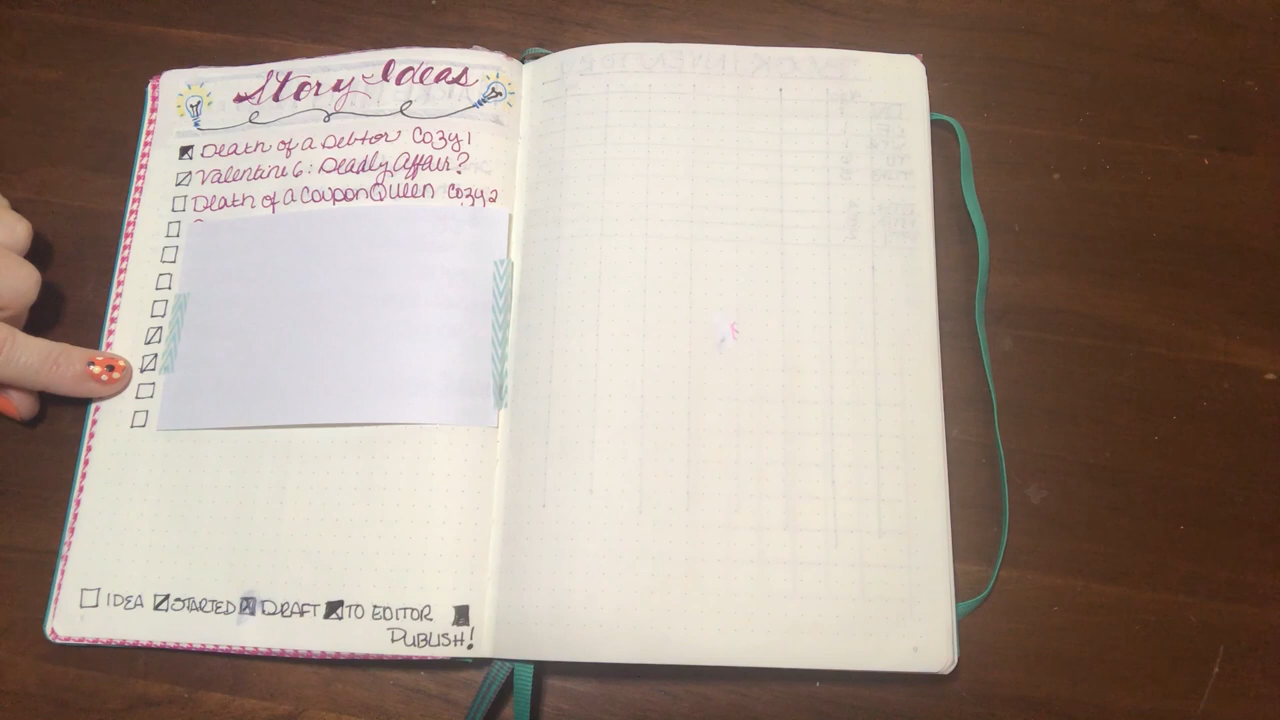 Story Ideas
Death of a Debtor Cozy 1
Valentine 6: Deadly Affair?
Death of a Coupon Queen Cozy 2
IDEA STARTED DRAFT TO EDITOR
PUBLISH!